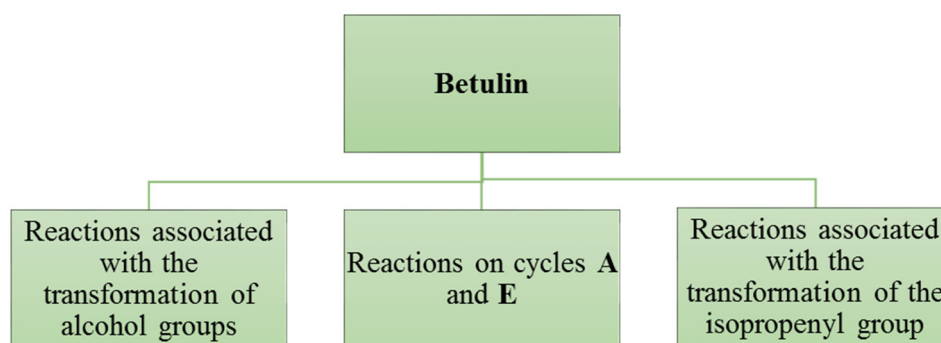 Betulin
Reactions associated
with the
transformation of
alcohol groups
Reactions on cycles A
and E
Reactions associated
with the
transformation of the
isopropenyl group